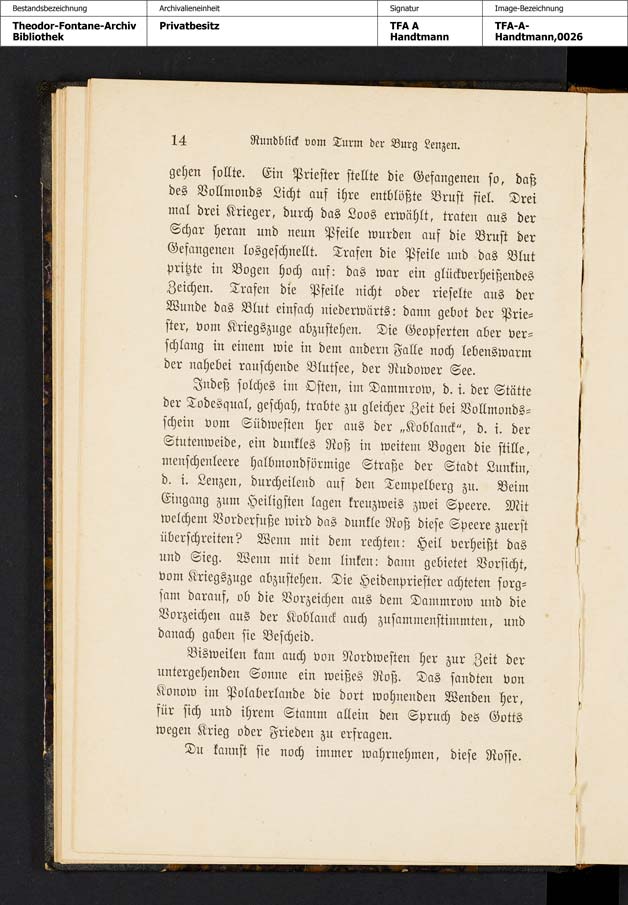 Bestandsbezeichnung
Archivalieneinheit
Signatur
Image-Bezeichnung
Theodor-Fontane-Archiv
Bibliothek
Privatbesitz
TFA A
Handtmann
TFA-A-
Handtmann,0026
14 Rundblick vom Turm der Burg Lenzen.
gehen sollte. Ein Priester stellte die Gefangenen so, daß
des Vollmonds Licht auf ihre entblößte Brust fiel. Drei
mal drei Krieger, durch das Loos erwählt, traten aus der
Schar heran und neun Pfeile wurden auf die Brust der
Gefangenen losgeschnellt. Trafen die Pfeile und das Blut
pritzte in Bogen hoch auf: das war ein glückverheißendes
Zeichen. Trafen die Pfeile nicht oder rieselte aus der
Wunde das Blut einfach niederwärts: dann gebot der Prie-
ster, vom Kriegszuge abzustehen. Die Geopferten aber ver-
schlang in einem wie in dem andern Falle noch lebenswarm
der nahebei rauschende Blutsee, der Rudower See.
Indeß solches im Osten, im Dammrow, d. i. der Stätte
der Todesqual, geschah, trabte zu gleicher Zeit bei Vollmonds-
schein vom Südwesten her aus der „Koblanck“, d. i. der
Stutenweide, ein dunkles Roß in weitem Bogen die stille,
menschenleere halbmondförmige Straße der Stadt Lunkin,
d. i. Lenzen, durcheilend auf den Tempelberg zu. Beim
Eingang zum Heiligsten lagen kreuzweis zwei Speere. Mit
welchem Vorderfuße wird das dunkle Roß diese Speere zuerst
überschreiten? Wenn mit dem rechten: Heil verheißt das
und Sieg. Wenn mit dem linken: dann gebietet Vorsicht,
vom Kriegszuge abzustehen. Die Heidenpriester achteten sorg-
sam darauf, ob die Vorzeichen aus dem Dammrow und die
Vorzeichen aus der Koblanck auch zusammenstimmten, und
danach gaben sie Bescheid.
Bisweilen kam auch von Nordwesten her zur Zeit der
untergehenden Sonne ein weißes Roß. Das sandten von
Konow im Polaberlande die dort wohnenden Wenden her,
für sich und ihrem Stamm allein den Spruch des Gotts
wegen Krieg oder Frieden zu erfragen.
Du kannst sie noch immer wahrnehmen, diese Rosse.